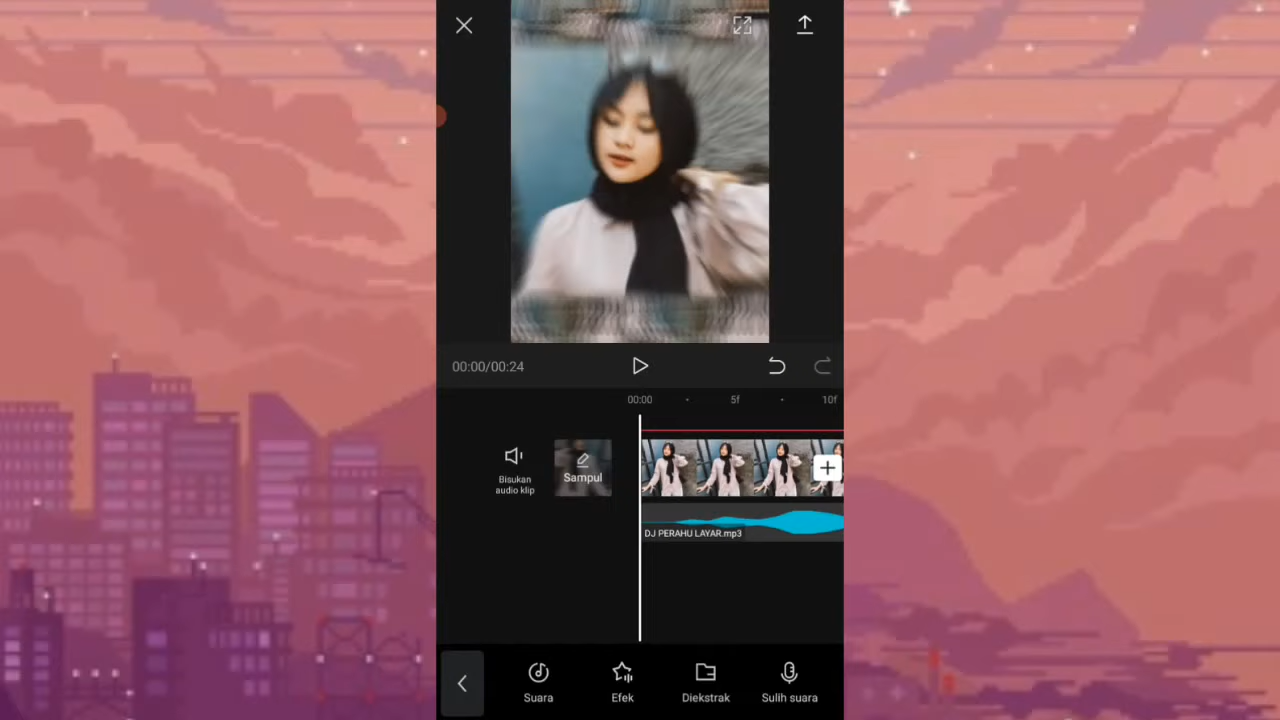 00:00/00:24
00:00
5f
10f
Bisukan
audio klip
Sampul
DJ PERAHU LAYAR.mp3
Suara
Efek
Diekstrak
Sulih suara